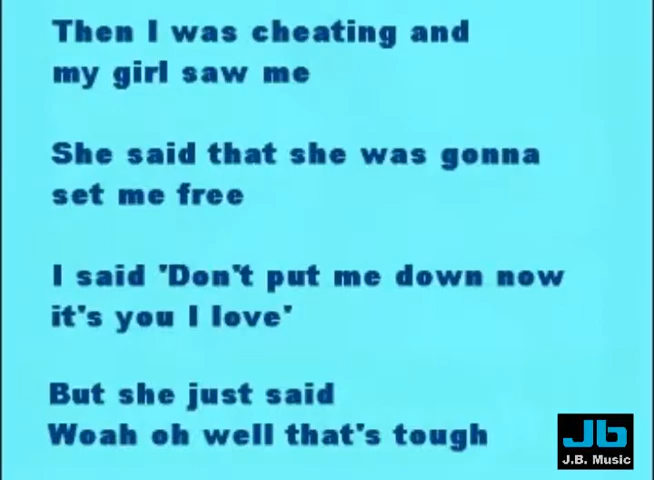 Then I was cheating and
my girl saw me
She said that she was gonna
set me free
I said 'Don't put me down now
it's you I love'
But she just said
Woah oh well that's tough
Jb
J.B. Music